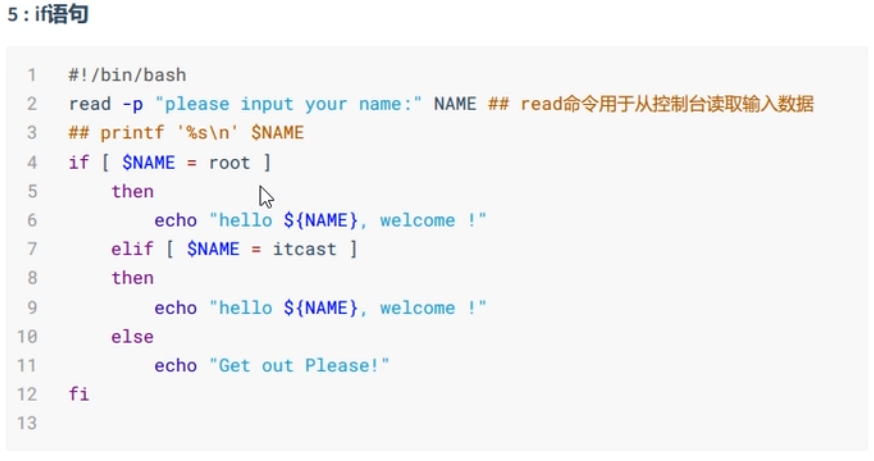 5 : if语句
1 #!/bin/bash
2 read -p "please input your name:" NAME ## read命令用于从控制台读取输入数据
3 ## printf '%s\n' $NAME
4 if [ $NAME = root ]
5 then
6 echo "hello ${NAME}, welcome !"
7 elif [ $NAME = itcast ]
8 then
9 echo "hello ${NAME}, welcome !"
10 else
11 echo "Get out Please!"
12 fi
13